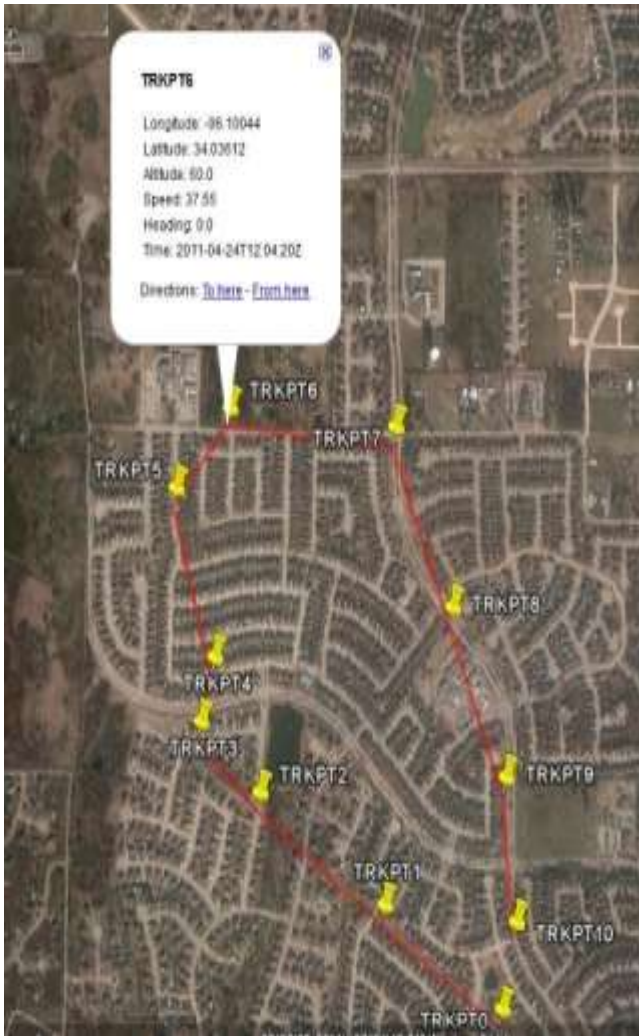 TRKPT6
Longitude: -96.10044
Latitude: 34.03612
Altitude: 60.0
Speed: 37.55
Heading: 0.0
Time: 2011-04-24T12:04:20Z
Directions: To here - From here
TRKPT6
TRKPT7
TRKPT5
TRKPT8
TRKPT4
TRKPT3
TRKPT2
TRKPT9
TRKPT1
TRKPT10
TRKPT0